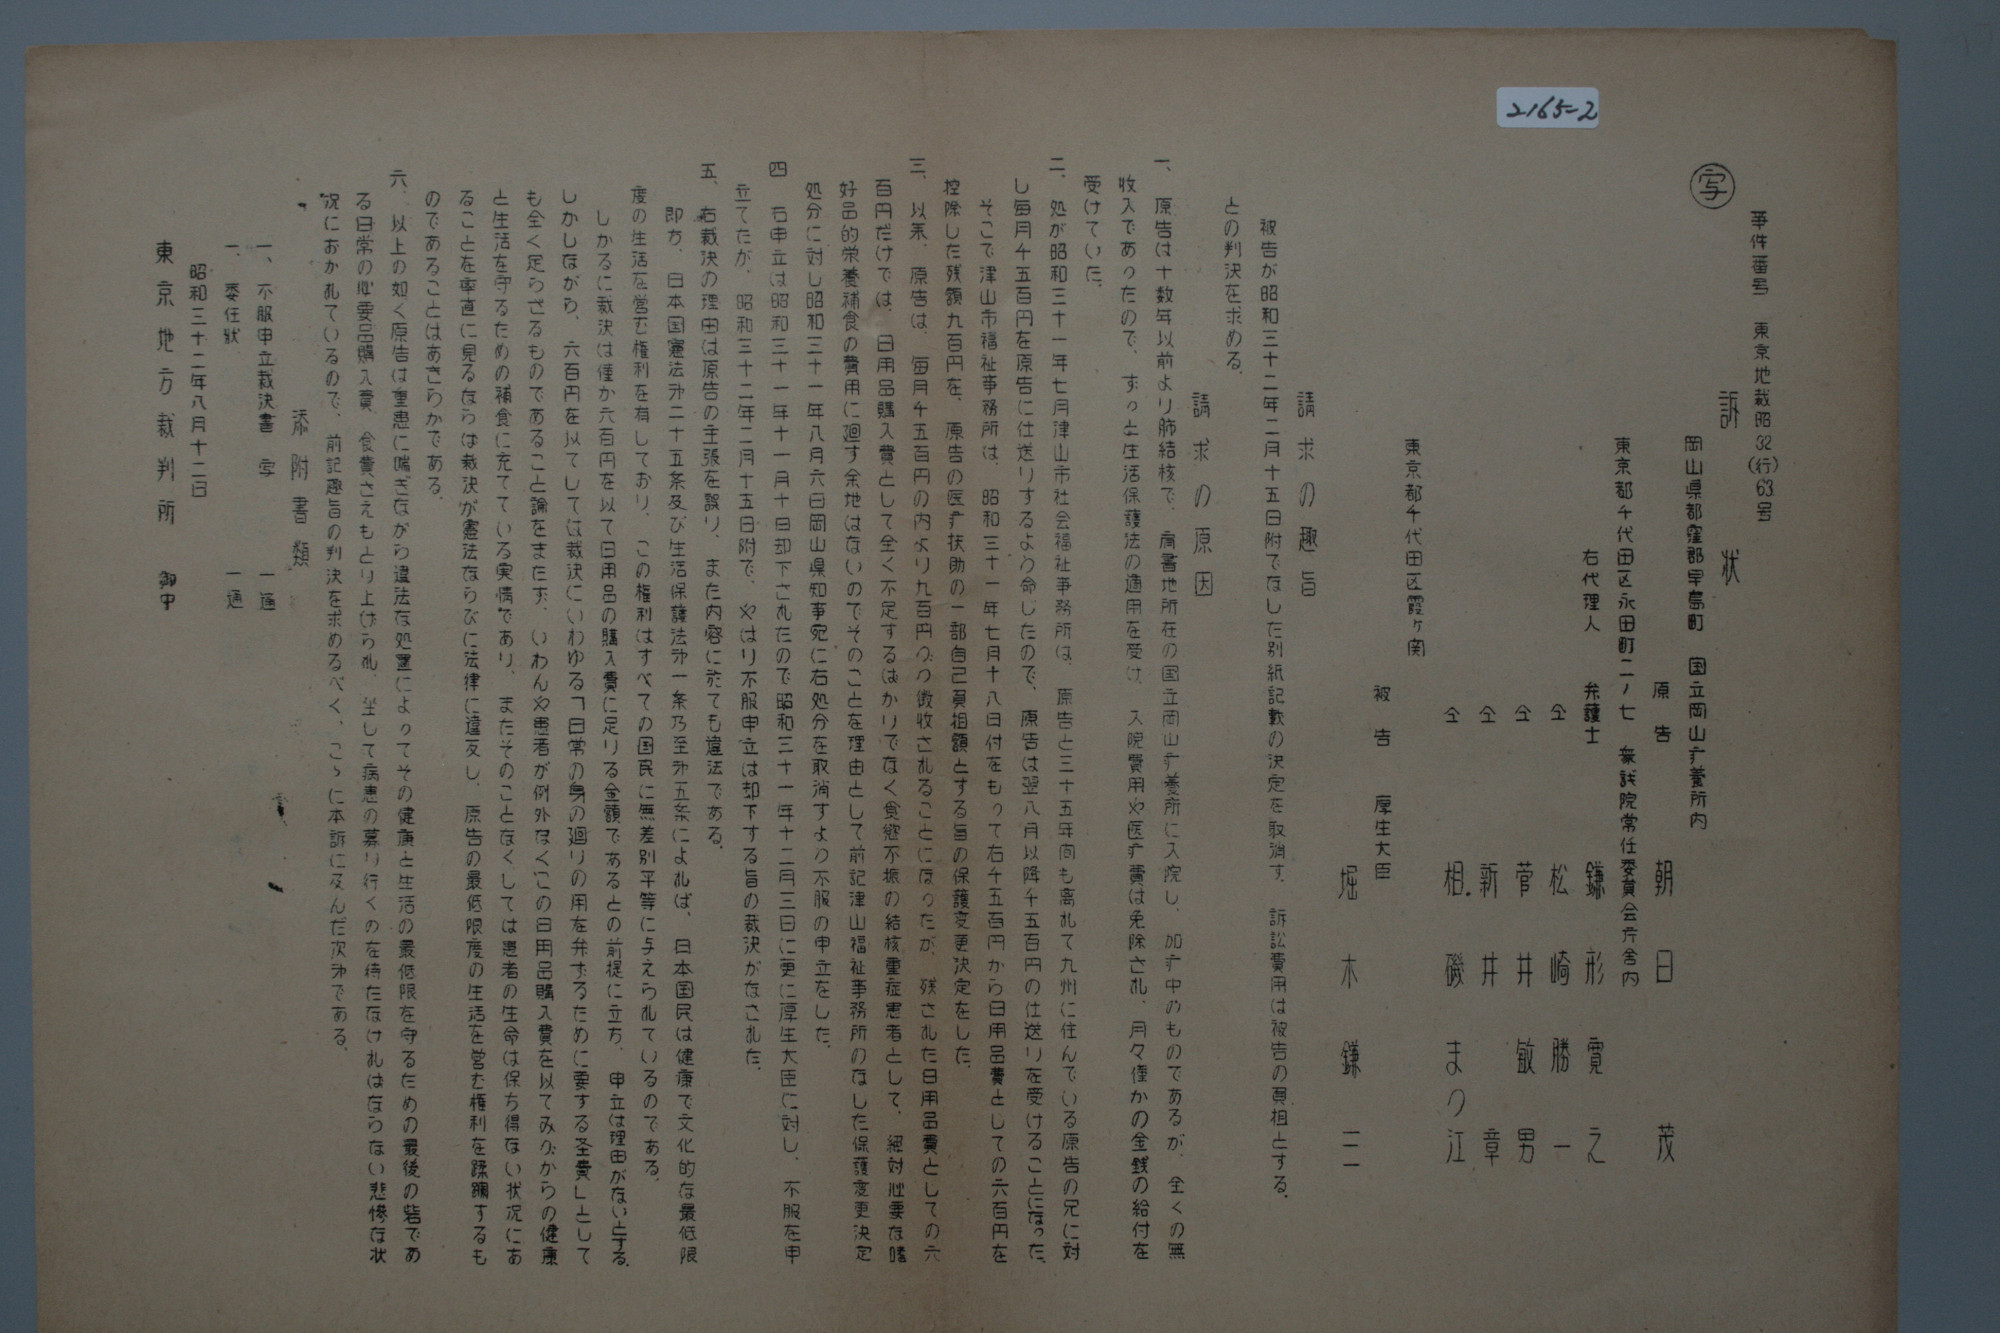 2165-2
写
事件番号　東京地裁昭32(行)63号
訴状
岡山県都窪郡早島町　国立岡山疗養所内
原告　朝日茂
東京都千代田区永田町二ノ七　衆議院常任委員会庁舎内
右代理人　弁護士　鎌形寛之
仝　松崎勝一
仝　菅井敏男
仝　新井章
仝　相磯まつ江
東京都千代田区霞ヶ関
被告　厚生大臣
堀木鎌三
請求の趣旨
被告が昭和三十二年二月十五日附でなした別紙記載の決定を取消す、訴訟費用は被告の負担とする、
との判決を求める、
請求の原因
一、原告は十数年以前より肺結核で、肩書地所在の国立岡山疗養所に入院し、加疗中のものであるが、全くの無
收入であったので、ずっと生活保護法の適用を受け、入院費用や医疗費は免除され、月々僅かの金銭の給付を
受けていた、
二、処が昭和三十一年七月津山市社会福祉事務所は、原告と三十五年間も离れて九州に住んでいる原告の兄に対
し毎月千五百円を原告に仕送りするよう命じたので、原告は翌八月以降千五百円の仕送りを受けることになった、
そこで津山市福祉事務所は、昭和三十一年七月十八日付をもって右千五百円から日用品費としての六百円を
控除した残額九百円を、原告の医疗扶助の一部自己負担額とする旨の保護変更決定をした、
三、以来、原告は、毎月千五百円の内より九百円づつ徴收されることになったが、残された日用品費としての六
百円だけでは、日用品購入費として全く不足するばかりでなく食慾不振の結核重症患者として、絶対必要な嗜
好品的栄養補食の費用に廻す余地はないのでそのことを理由として前記津山福祉事務所のなした保護変更決定
処分に対し昭和三十一年八月六日岡山県知事宛に右処分を取消すよう不服の申立をした、
四　右申立は昭和三十一年十一月十日却下されたので昭和三十一年十二月三日に更に厚生大臣に対し、不服を申
立てたが、昭和三十二年二月十五日附で、やはり不服申立は却下する旨の裁決がなされた、
五、右裁決の理由は原告の主張を誤り、また内容に於ても違法である、
即ち、日本国憲法㐧二十五条及び生活保護法㐧一条乃至㐧五条によれば、日本国民は健康で文化的な最低限
度の生活を営む権利を有しており、この権利はすべての国民に無差別平等に与えられているのである、
しかるに裁決は僅か六百円を以て日用品の購入費に足りる金額であるとの前提に立ち、申立は理由がないとする、
しかしながら、六百円を以てしては裁決にいわゆる「日常の身の廻りの用を弁ずるために要する圣費」として
も全く足らざるものであること論をまたず、いわんや患者が例外なくこの日用品購入費を以てみづからの健康
と生活を守るための補食に充てている実情であり、またそのことなくしては患者の生命は保ち得ない状況にあ
ることを率直に見るならば裁決が憲法ならびに法律に違反し、原告の最低限度の生活を営む権利を蹂躙するも
のであることはあきらかである、
六、以上の如く原告は重患に喘ぎながら違法な処置によってその健康と生活の最低限を守るための最後の砦であ
る日常の必要品購入費、食費さえもとり上げられ、坐して病患の募り行くのを待たなければならない悲惨な状
況におかれているので、前記趣旨の判決を求めるべく、こゝに本訴に及んだ次㐧である、
添附書類
一、不服申立裁決書　写　一通
一、委任狀　一通
昭和三十二年八月十二日
東京地方裁判所　御中